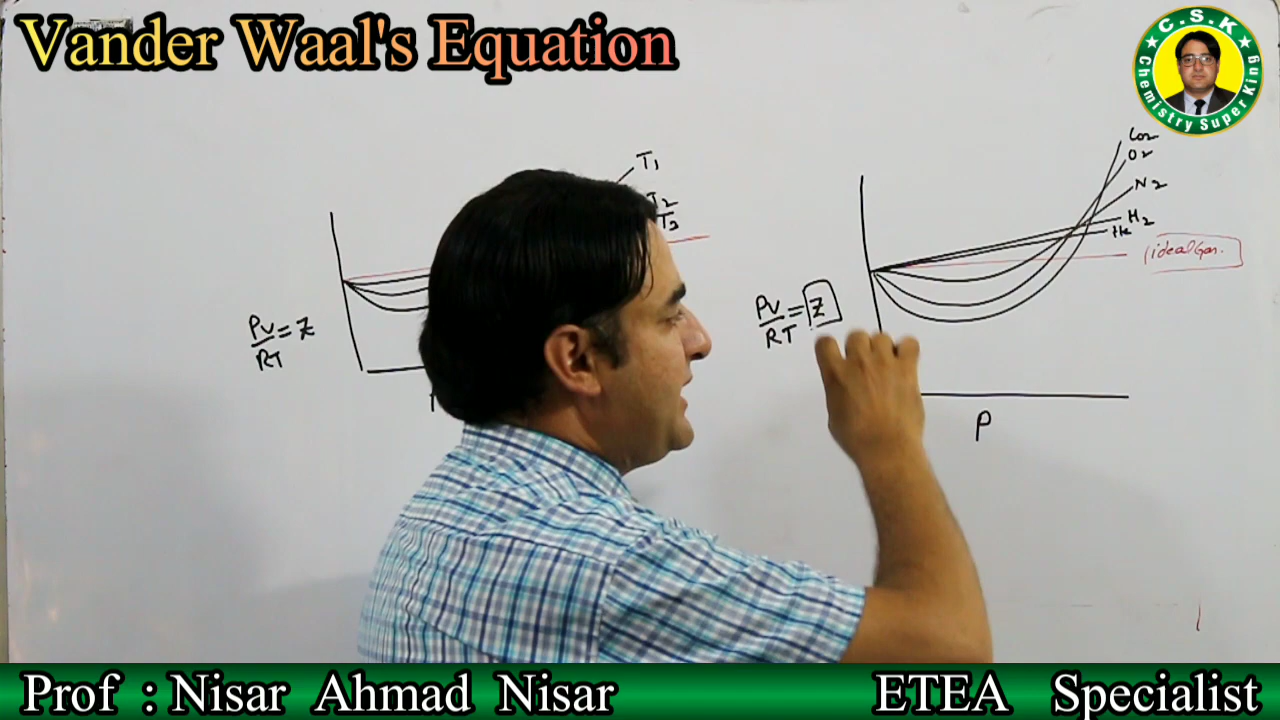 Vander Waal's Equation
C.S.K
Chemistry Super King
T₁
T₂
T₃
PV/RT = Z
CO₂
O₂
N₂
H₂
He
ideal Gas.
PV/RT = Z
P
Prof : Nisar Ahmad Nisar
ETEA Specialist